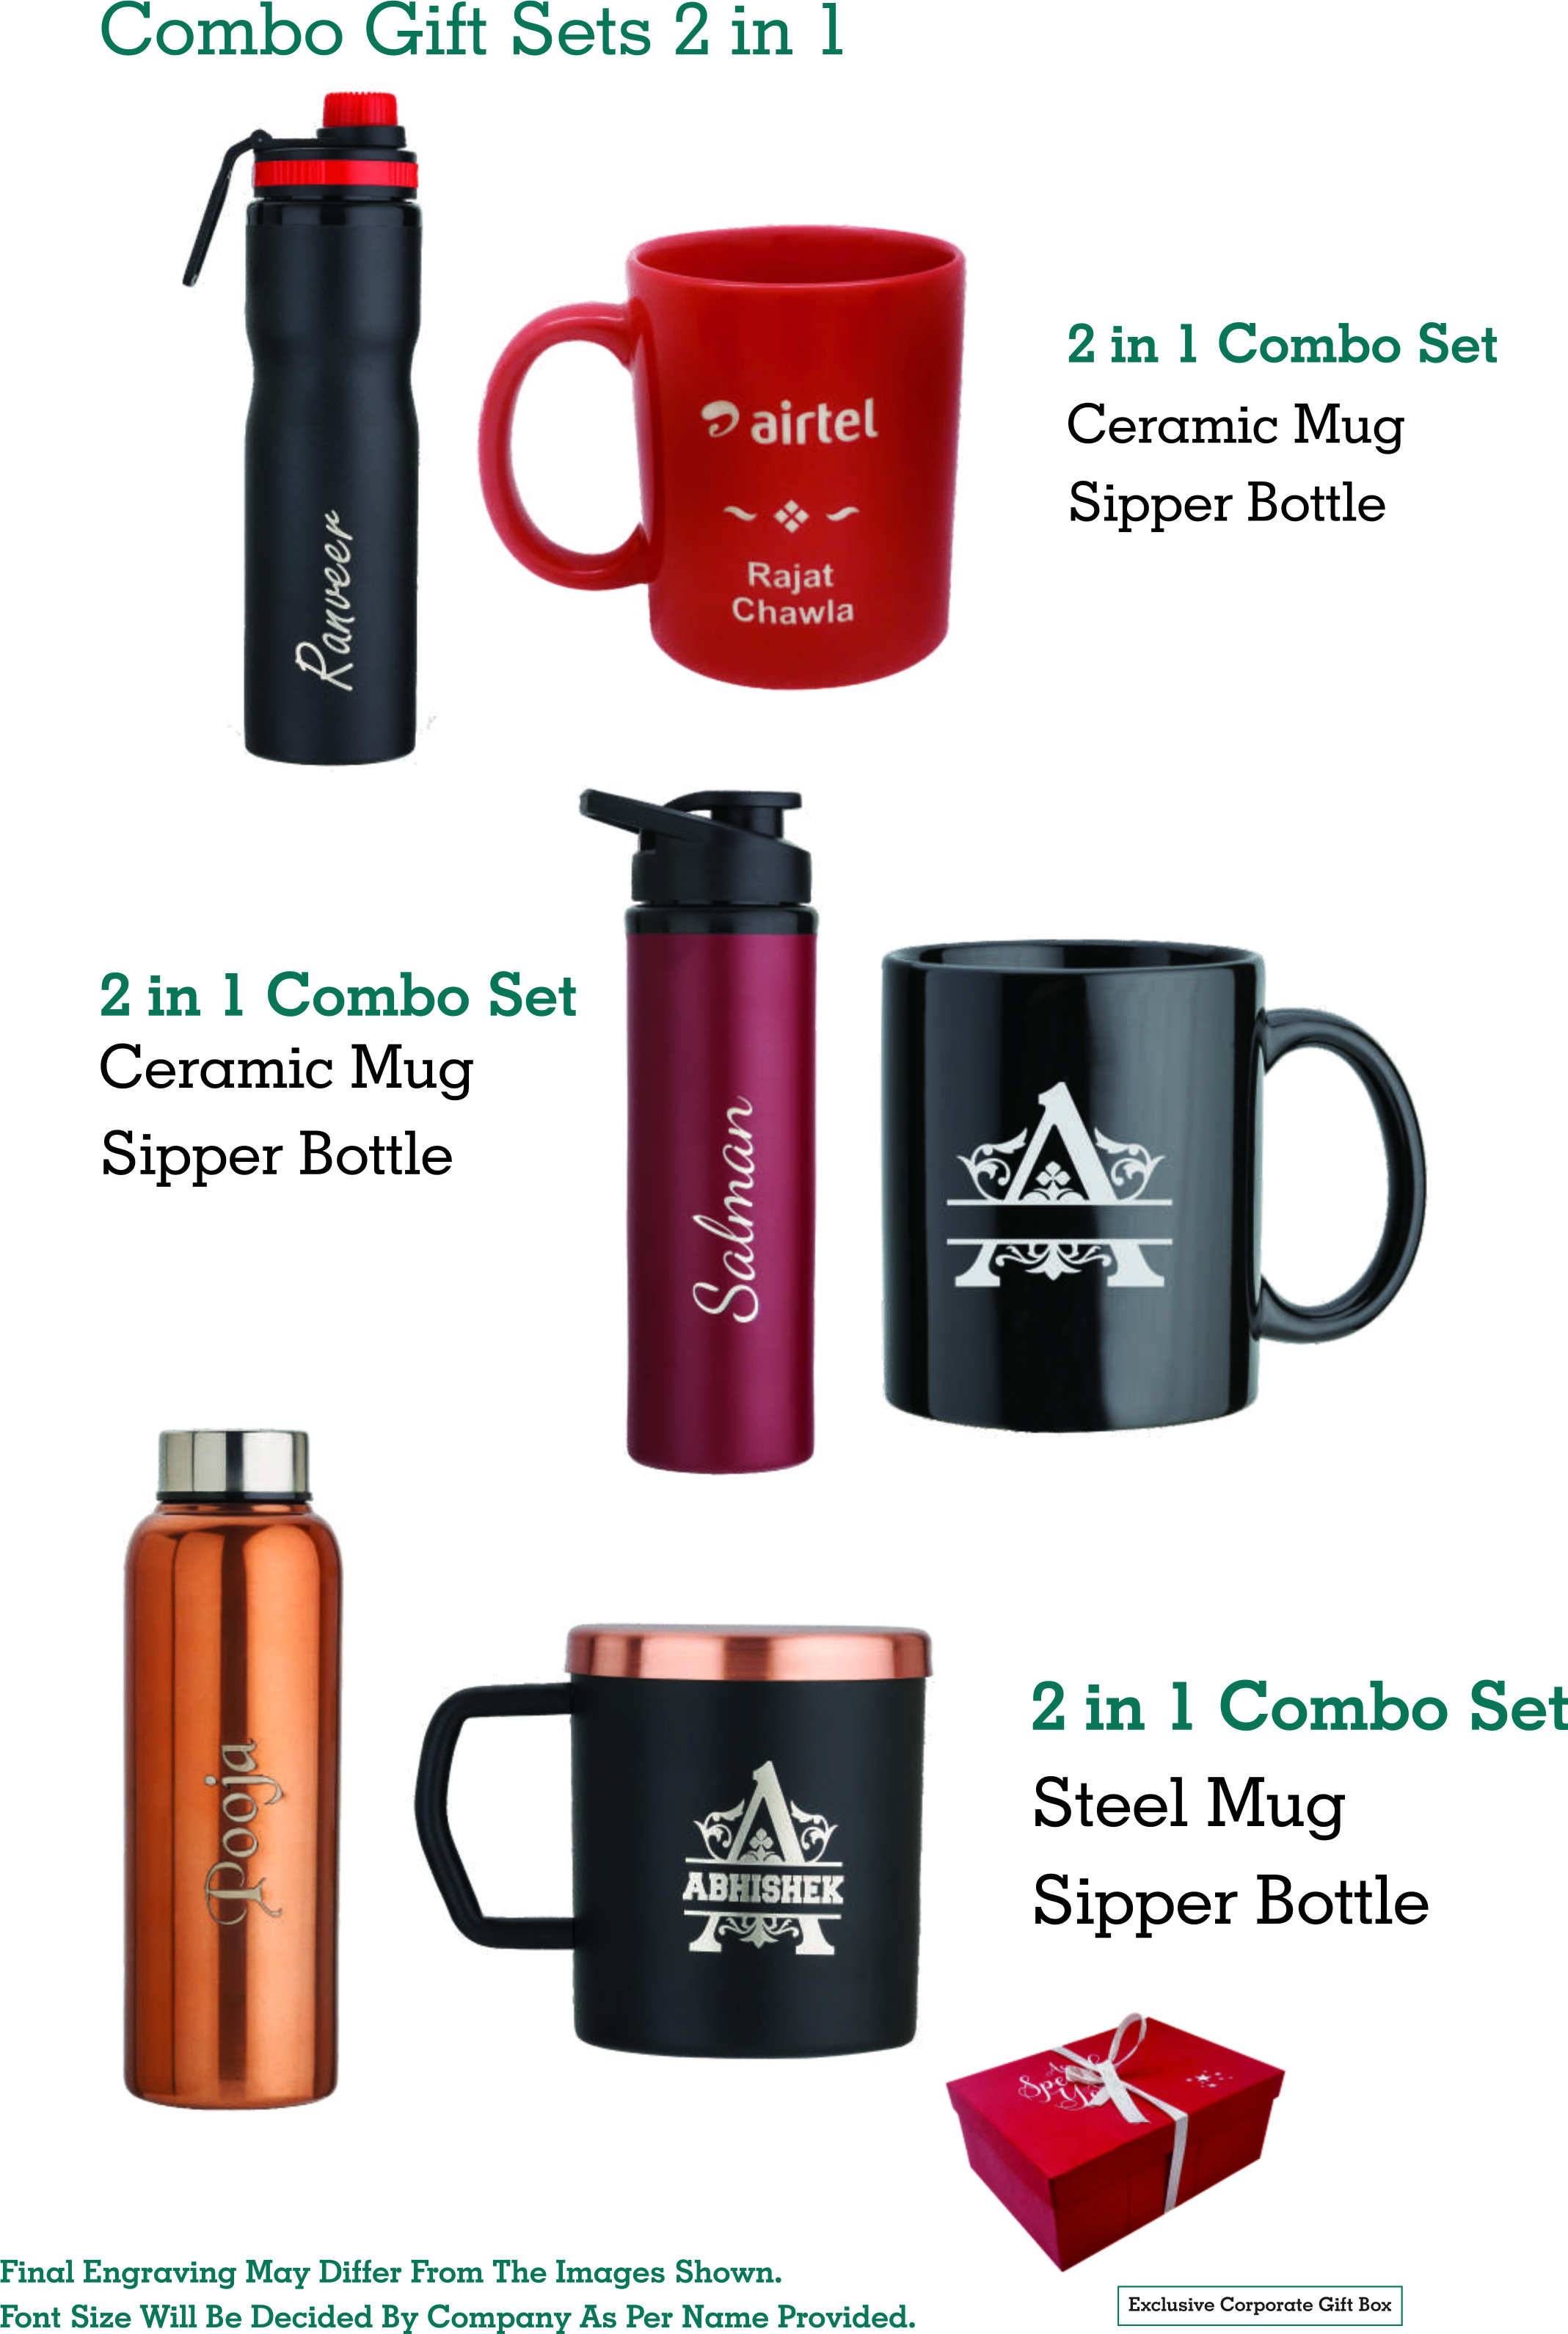 Combo Gift Sets 2 in 1
Ranveer
airtel
Rajat
Chawla
2 in 1 Combo Set
Ceramic Mug
Sipper Bottle
2 in 1 Combo Set
Ceramic Mug
Sipper Bottle
Salman
A
Pooja
A
ABHISHEK
2 in 1 Combo Set
Steel Mug
Sipper Bottle
Final Engraving May Differ From The Images Shown.
Font Size Will Be Decided By Company As Per Name Provided.
Exclusive Corporate Gift Box